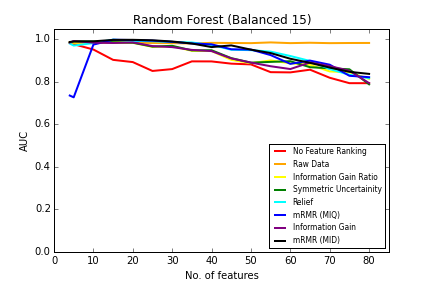 Random Forest (Balanced 15)
1.0
0.8
0.6
0.4
0.2
0.0
AUC
0
10
20
30
40
50
60
70
80
No. of features
No Feature Ranking
Raw Data
Information Gain Ratio
Symmetric Uncertainity
Relief
mRMR (MIQ)
Information Gain
mRMR (MID)